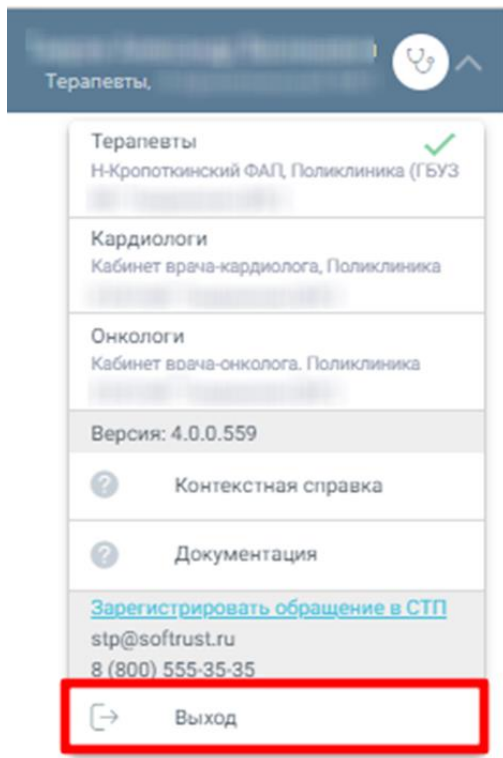 Терапевты,
Терапевты
Н-Кропоткинский ФАП, Поликлиника (ГБУЗ
Кардиологи
Кабинет врача-кардиолога, Поликлиника
Онкологи
Кабинет врача-онколога. Поликлиника
Версия: 4.0.0.559
Контекстная справка
Документация
Зарегистрировать обращение в СТП
stp@softrust.ru
8 (800) 555-35-35
Выход